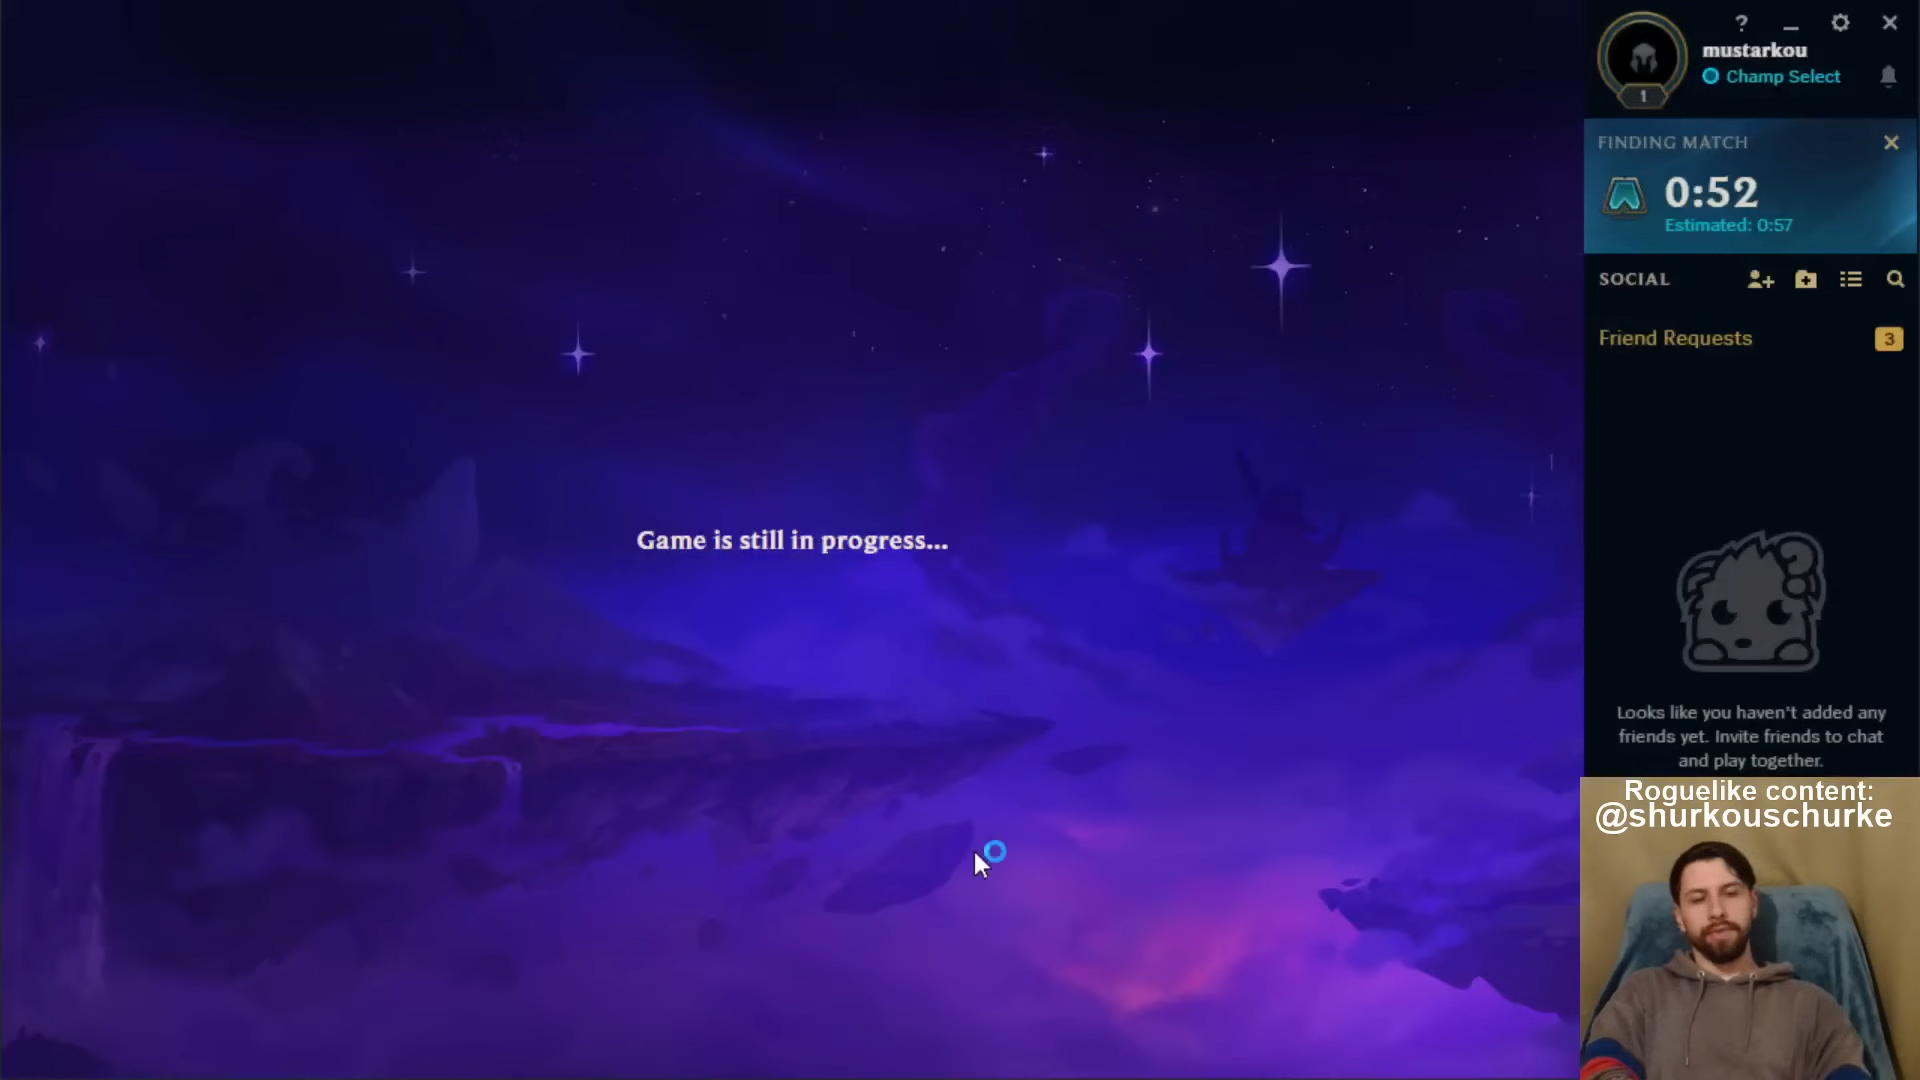 mustarkou
Champ Select
1
FINDING MATCH
0:52
Estimated: 0:57
SOCIAL
Friend Requests
3
Game is still in progress...
Looks like you haven't added any
friends yet. Invite friends to chat
and play together.
Roguelike content:
@shurkouschurke